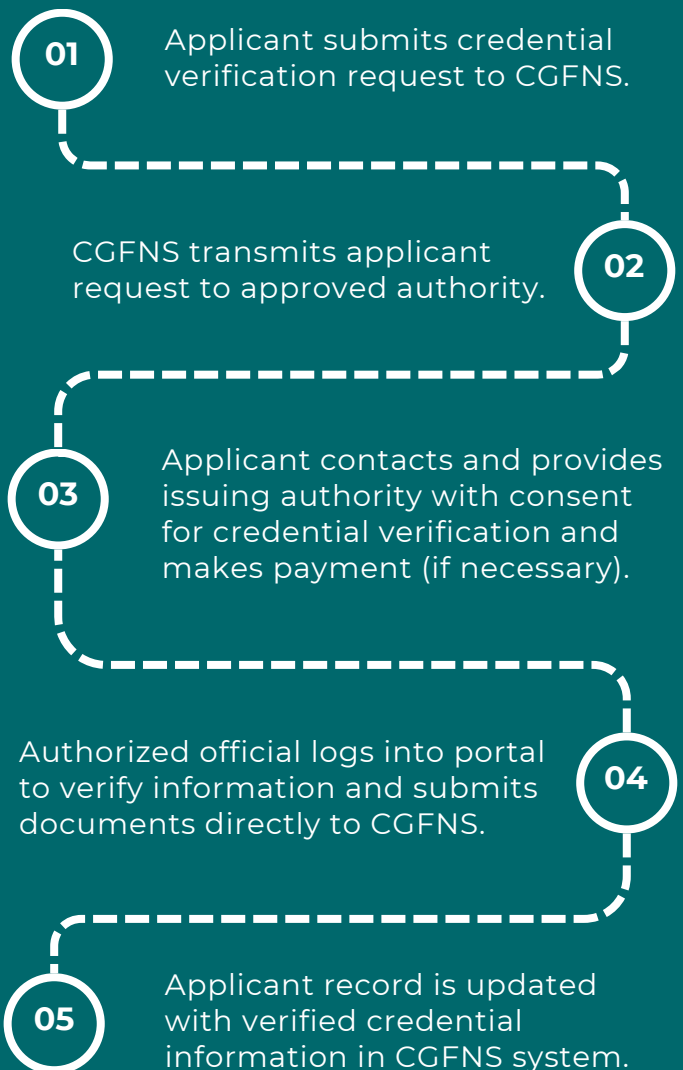 01
Applicant submits credential
verification request to CGFNS.
CGFNS transmits applicant
request to approved authority.
02
03
Applicant contacts and provides
issuing authority with consent
for credential verification and
makes payment (if necessary).
Authorized official logs into portal
to verify information and submits
documents directly to CGFNS.
04
05
Applicant record is updated
with verified credential
information in CGFNS system.